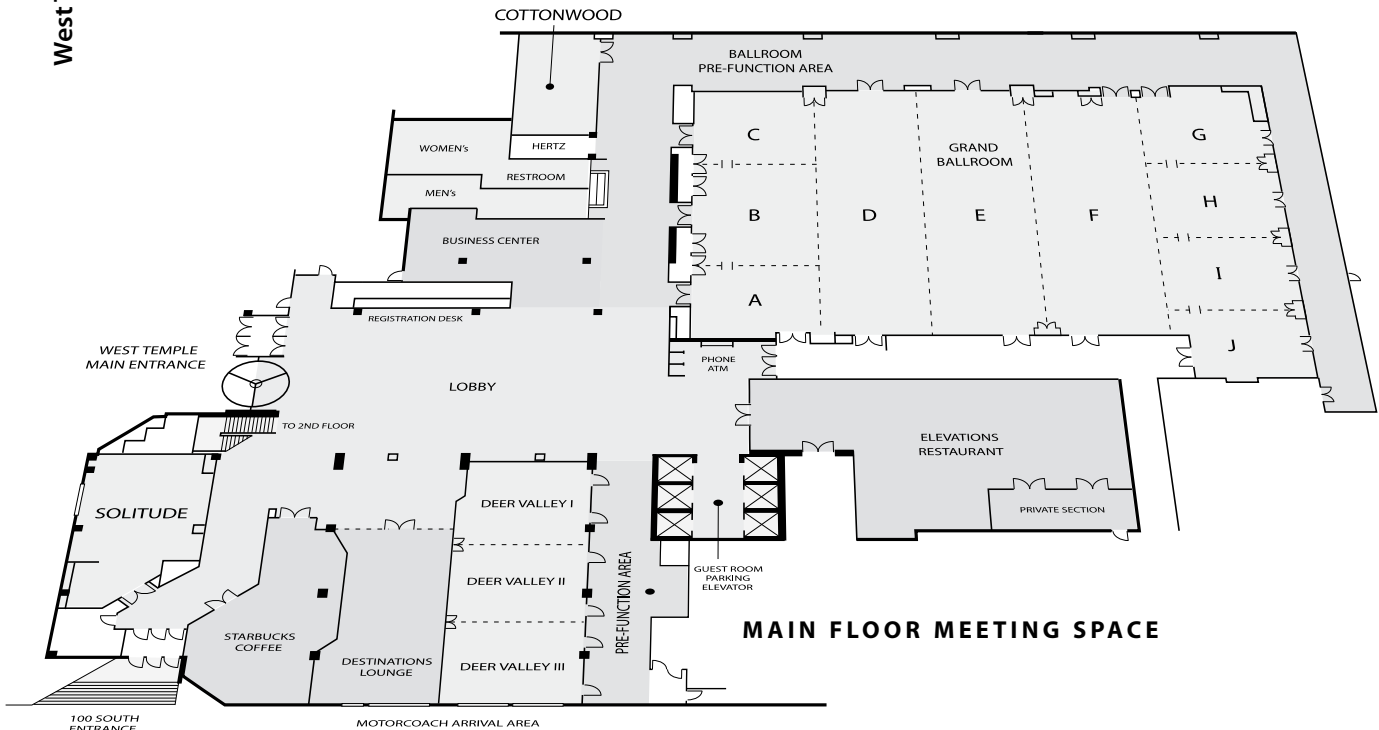 West
COTTONWOOD
BALLROOM
PRE-FUNCTION AREA
C
GRAND
BALLROOM
G
WOMEN's
HERTZ
RESTROOM
MEN's
B
D
E
F
H
BUSINESS CENTER
A
I
REGISTRATION DESK
J
WEST TEMPLE
MAIN ENTRANCE
PHONE
ATM
LOBBY
TO 2ND FLOOR
ELEVATIONS
RESTAURANT
SOLITUDE
DEER VALLEY I
PRIVATE SECTION
DEER VALLEY II
PRE-FUNCTION AREA
GUEST ROOM
PARKING
ELEVATOR
MAIN FLOOR MEETING SPACE
STARBUCKS
COFFEE
DESTINATIONS
LOUNGE
DEER VALLEY III
100 SOUTH
ENTRANCE
MOTORCOACH ARRIVAL AREA